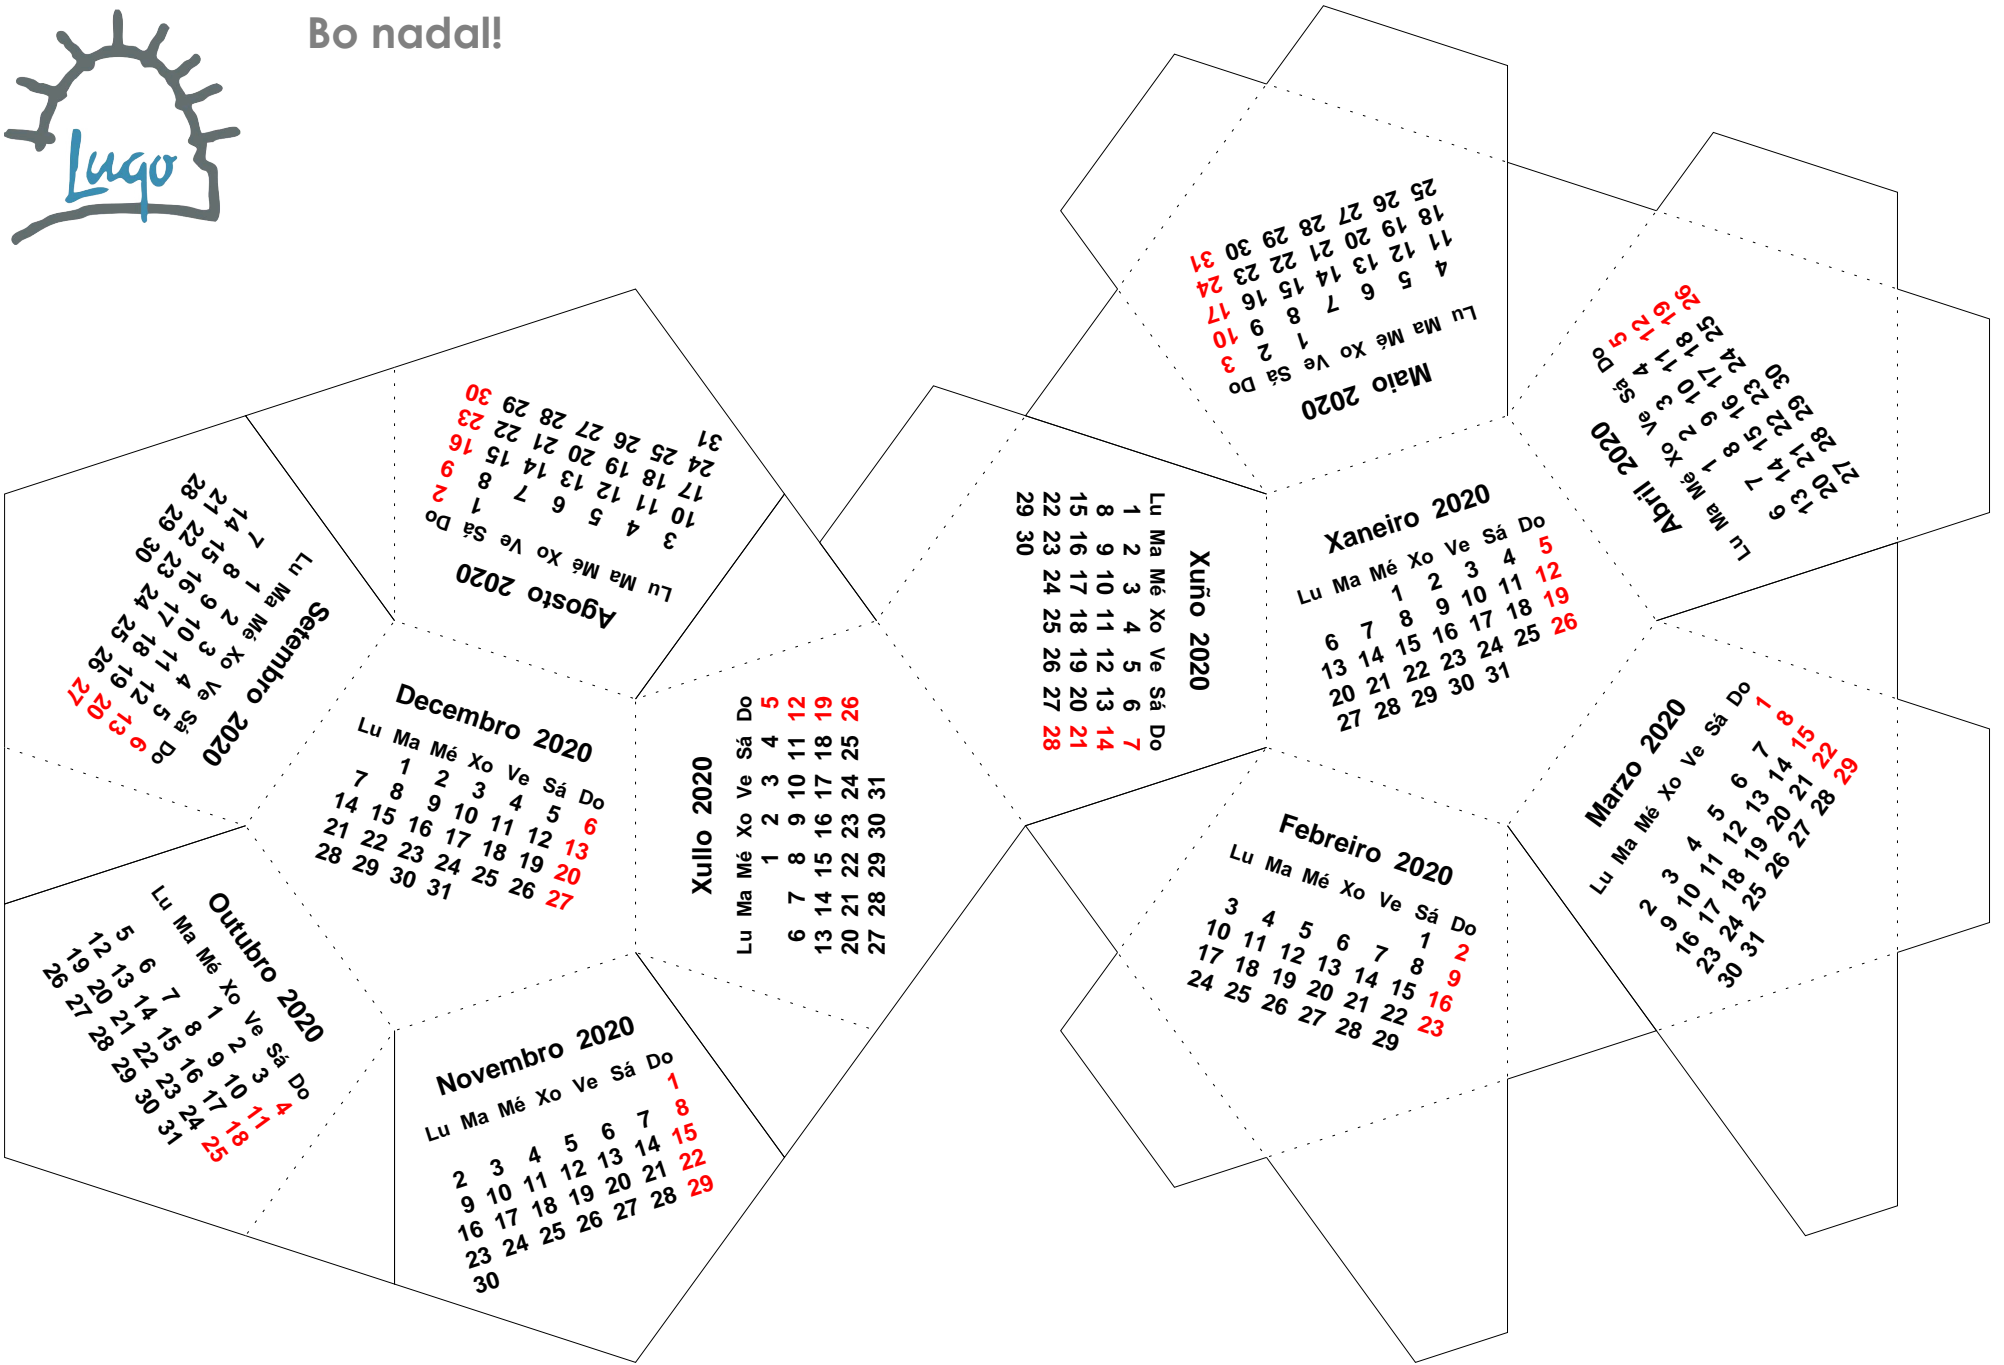 Bo nadal!
Lugo
Xaneiro 2020
Lu Ma Mé Xo Ve Sá Do
1 2 3 4 5
6 7 8 9 10 11 12
13 14 15 16 17 18 19
20 21 22 23 24 25 26
27 28 29 30 31
Febreiro 2020
Lu Ma Mé Xo Ve Sá Do
1 2
3 4 5 6 7 8 9
10 11 12 13 14 15 16
17 18 19 20 21 22 23
24 25 26 27 28 29
Marzo 2020
Lu Ma Mé Xo Ve Sá Do
1
2 3 4 5 6 7 8
9 10 11 12 13 14 15
16 17 18 19 20 21 22
23 24 25 26 27 28 29
30 31
Abril 2020
Lu Ma Mé Xo Ve Sá Do
1 2 3 4 5
6 7 8 9 10 11 12
13 14 15 16 17 18 19
20 21 22 23 24 25 26
27 28 29 30
Maio 2020
Lu Ma Mé Xo Ve Sá Do
1 2 3
4 5 6 7 8 9 10
11 12 13 14 15 16 17
18 19 20 21 22 23 24
25 26 27 28 29 30 31
Xuño 2020
Lu Ma Mé Xo Ve Sá Do
1 2 3 4 5 6 7
8 9 10 11 12 13 14
15 16 17 18 19 20 21
22 23 24 25 26 27 28
29 30
Xullo 2020
Lu Ma Mé Xo Ve Sá Do
1 2 3 4 5
6 7 8 9 10 11 12
13 14 15 16 17 18 19
20 21 22 23 24 25 26
27 28 29 30 31
Agosto 2020
Lu Ma Mé Xo Ve Sá Do
1 2
3 4 5 6 7 8 9
10 11 12 13 14 15 16
17 18 19 20 21 22 23
24 25 26 27 28 29 30
31
Setembro 2020
Lu Ma Mé Xo Ve Sá Do
1 2 3 4 5 6
7 8 9 10 11 12 13
14 15 16 17 18 19 20
21 22 23 24 25 26 27
28 29 30
Outubro 2020
Lu Ma Mé Xo Ve Sá Do
1 2 3 4
5 6 7 8 9 10 11
12 13 14 15 16 17 18
19 20 21 22 23 24 25
26 27 28 29 30 31
Novembro 2020
Lu Ma Mé Xo Ve Sá Do
1
2 3 4 5 6 7 8
9 10 11 12 13 14 15
16 17 18 19 20 21 22
23 24 25 26 27 28 29
30
Decembro 2020
Lu Ma Mé Xo Ve Sá Do
1 2 3 4 5 6
7 8 9 10 11 12 13
14 15 16 17 18 19 20
21 22 23 24 25 26 27
28 29 30 31